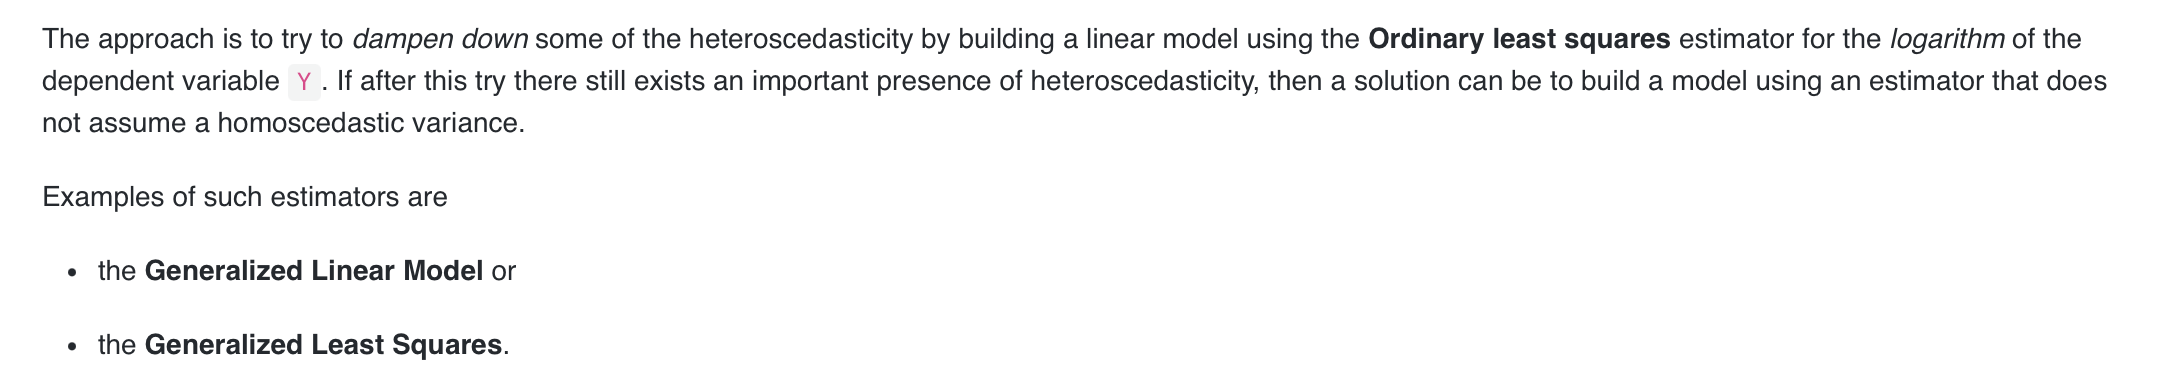 The approach is to try to dampen down some of the heteroscedasticity by building a linear model using the Ordinary least squares estimator for the logarithm of the
dependent variable Y. If after this try there still exists an important presence of heteroscedasticity, then a solution can be to build a model using an estimator that does
not assume a homoscedastic variance.
Examples of such estimators are
• the Generalized Linear Model or
• the Generalized Least Squares.